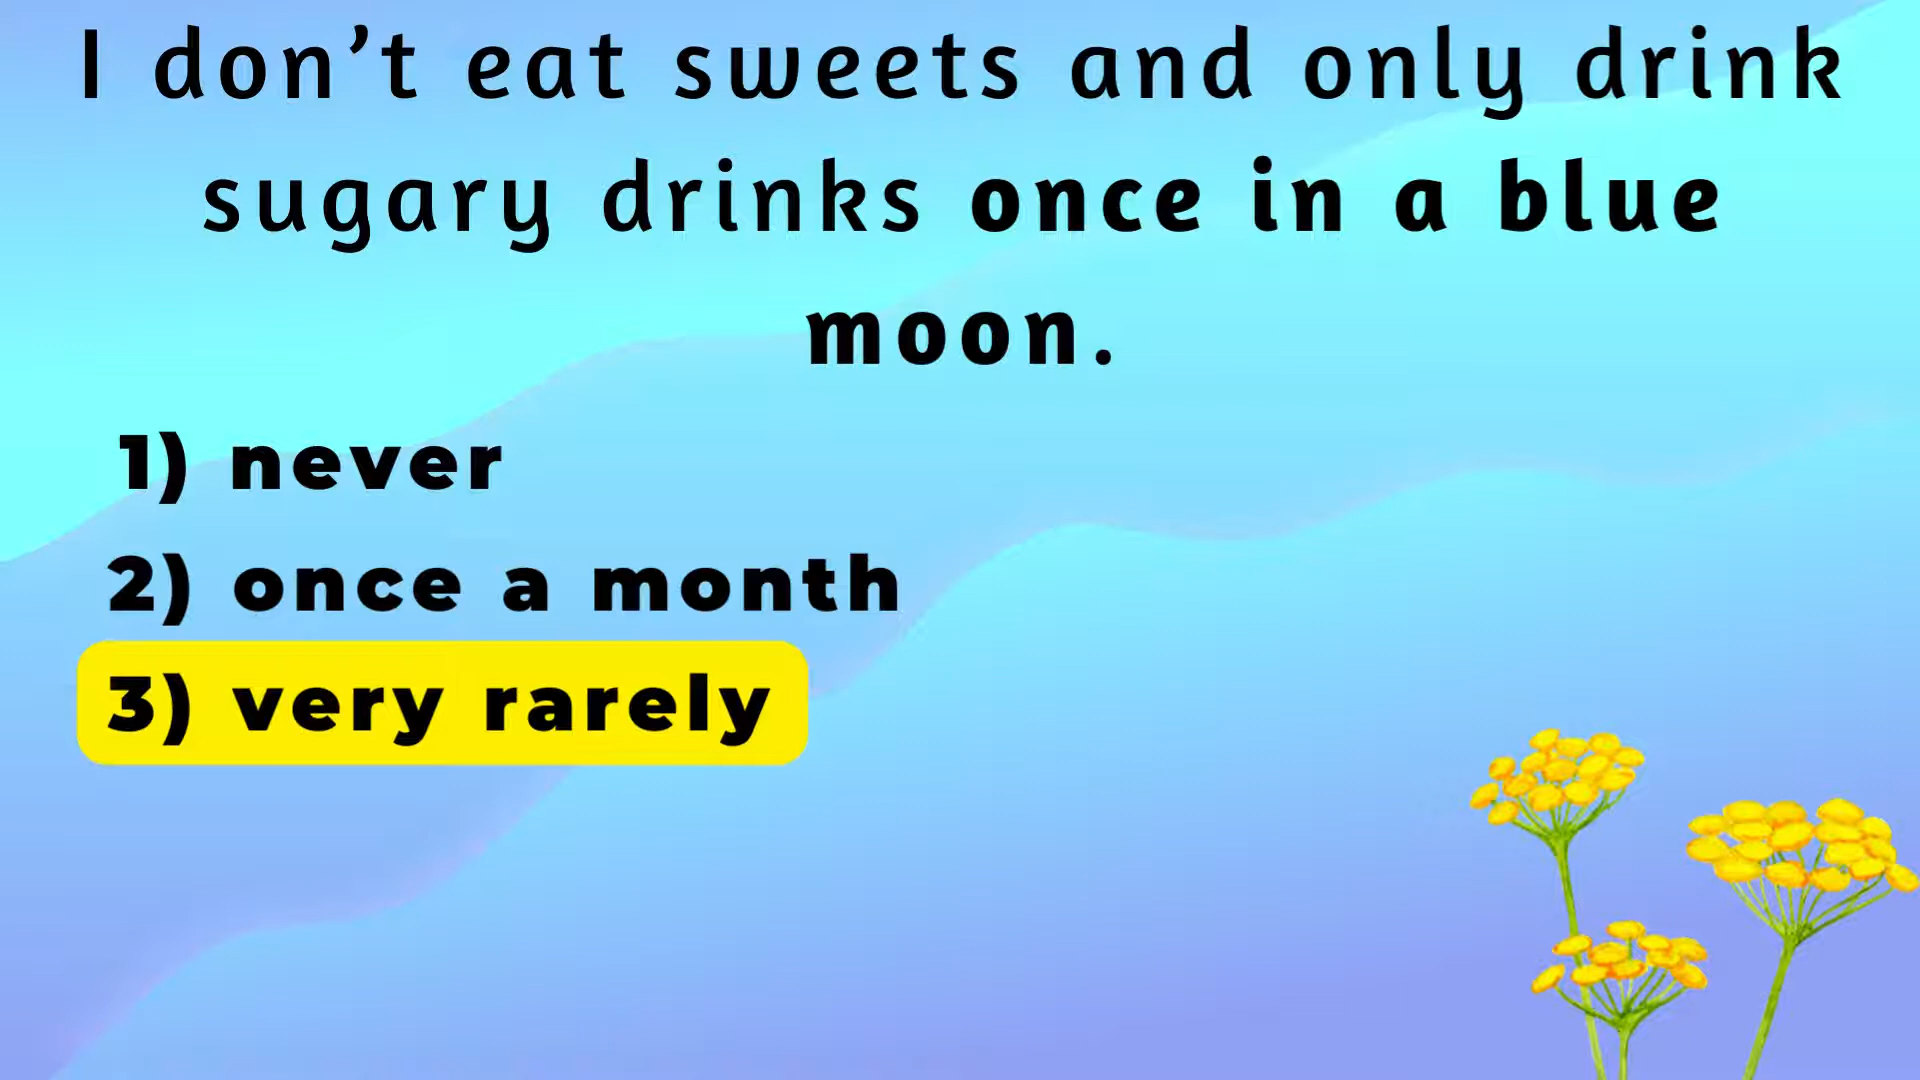 I don’t eat sweets and only drink
sugary drinks once in a blue
moon.
1) never
2) once a month
3) very rarely